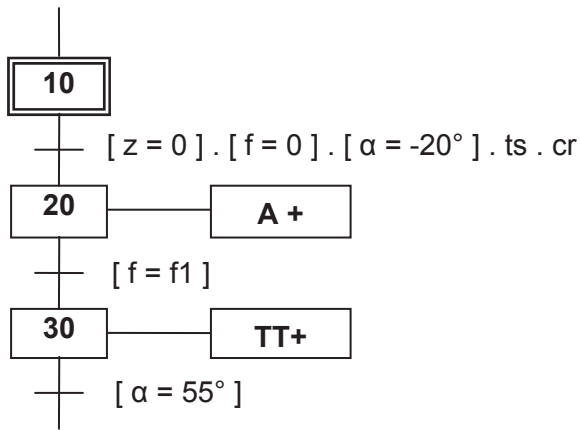 10
[ z = 0 ] . [ f = 0 ] . [ α = -20° ] . ts . cr
20 A +
[ f = f1 ]
30 TT+
[ α = 55° ]